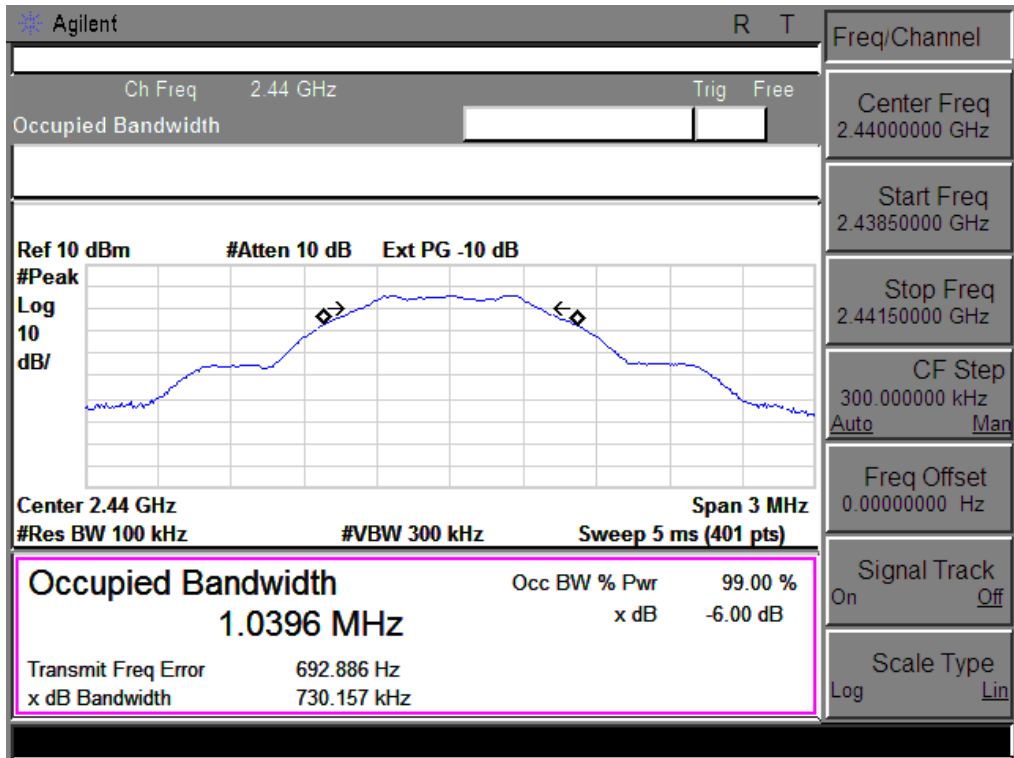 Agilent R T
Ch Freq 2.44 GHz Trig Free
Occupied Bandwidth
Ref 10 dBm #Atten 10 dB Ext PG -10 dB
#Peak
Log
10
dB/
Center 2.44 GHz Span 3 MHz
#Res BW 100 kHz #VBW 300 kHz Sweep 5 ms (401 pts)
Occupied Bandwidth
1.0396 MHz
Occ BW % Pwr 99.00 %
x dB -6.00 dB
Transmit Freq Error 692.886 Hz
x dB Bandwidth 730.157 kHz
Freq/Channel
Center Freq
2.44000000 GHz
Start Freq
2.43850000 GHz
Stop Freq
2.44150000 GHz
CF Step
300.000000 kHz
Auto Man
Freq Offset
0.00000000 Hz
Signal Track
On Off
Scale Type
Log Lin